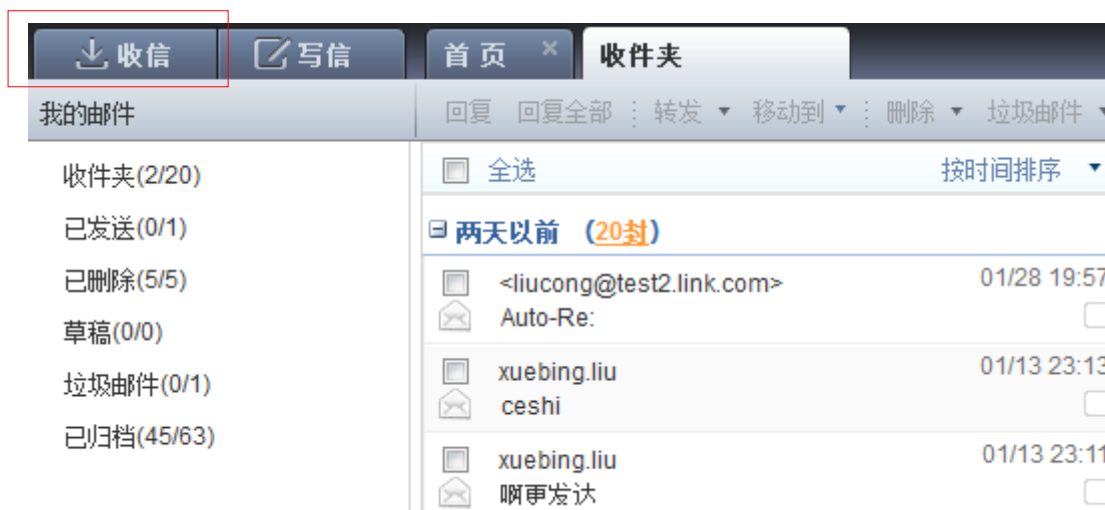 收信 写信 首页 × 收件夹
我的邮件 回复 回复全部 转发 移动到 删除 垃圾邮件
收件夹(2/20)
已发送(0/1)
已删除(5/5)
草稿(0/0)
垃圾邮件(0/1)
已归档(45/63)
全选 按时间排序
两天以前 (20封)
<liucong@test2.link.com> 01/28 19:57
Auto-Re:
xuebing.liu 01/13 23:13
ceshi
xuebing.liu 01/13 23:11
啊更发达